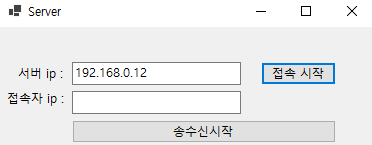 Server
서버 ip : 192.168.0.12 접속 시작
접속자 ip :
송수신시작